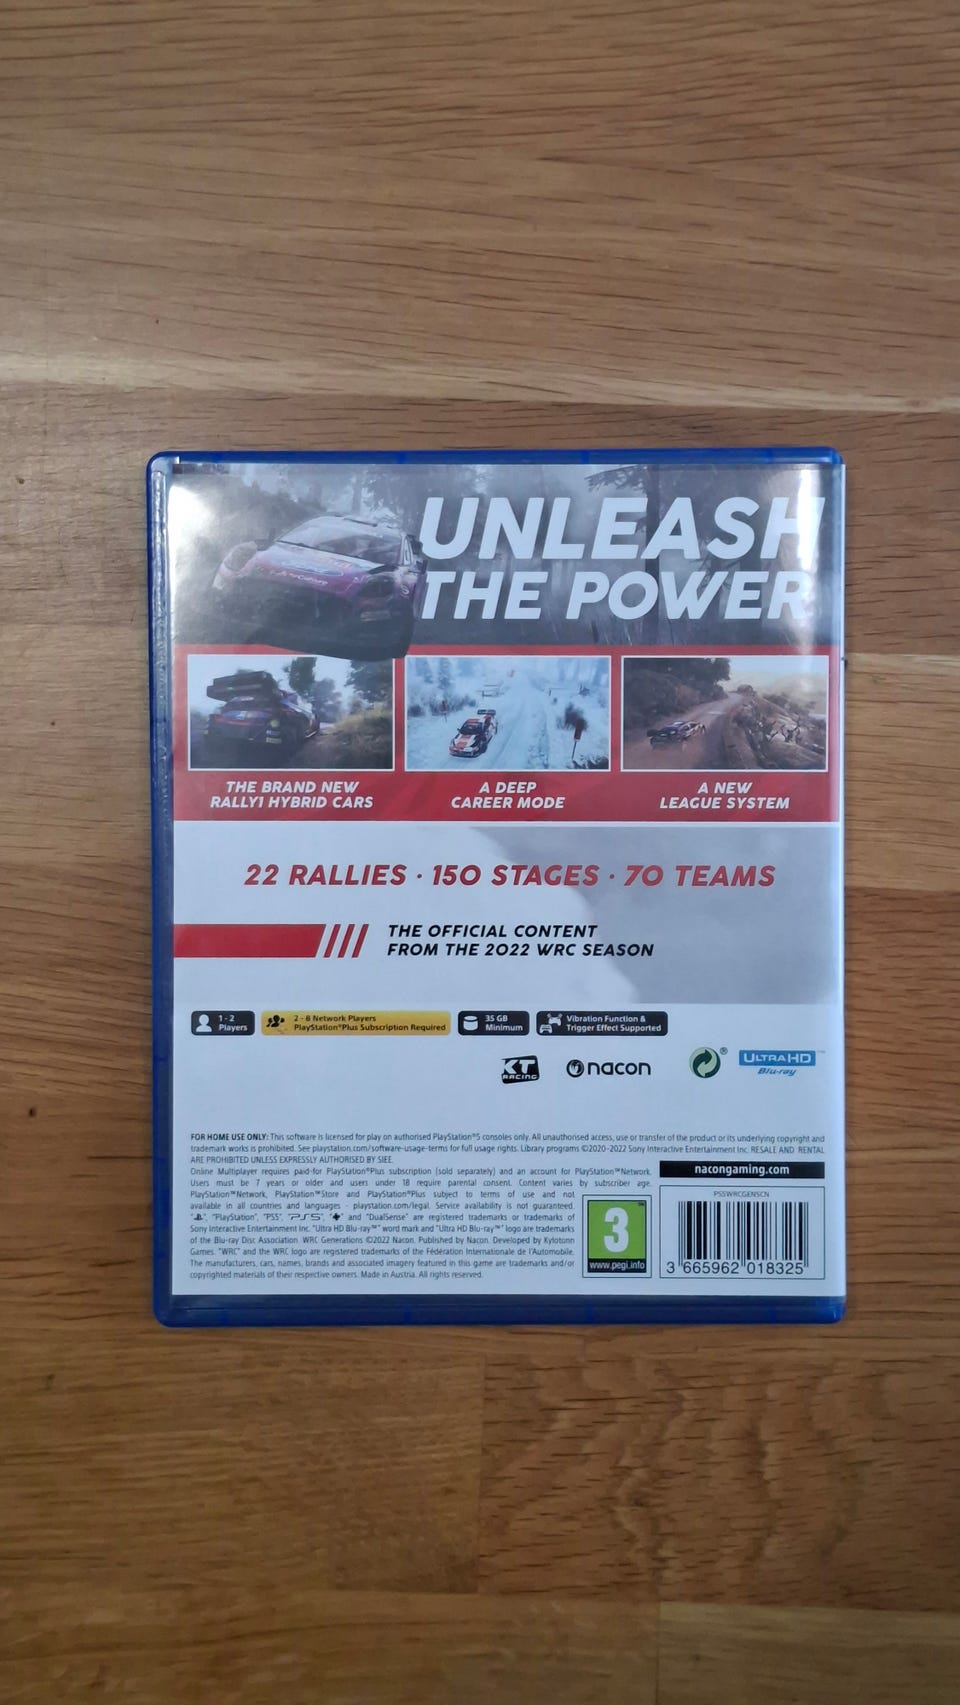 UNLEASH
THE POWER
THE BRAND NEW
RALLY1 HYBRID CARS
A DEEP
CAREER MODE
A NEW
LEAGUE SYSTEM
22 RALLIES · 150 STAGES · 70 TEAMS
THE OFFICIAL CONTENT
FROM THE 2022 WRC SEASON
1 - 2
Players
2 - 8 Network Players
PlayStation®Plus Subscription Required
35 GB
Minimum
Vibration Function &
Trigger Effect Supported
KT
RACING
nacon
®
ULTRA HD™
Blu-ray
FOR HOME USE ONLY: This software is licensed for play on authorised PlayStation®5 consoles only. All unauthorised access, use or transfer of the product or its underlying copyright and
trademark works is prohibited. See playstation.com/software-usage-terms for full usage rights. Library programs ©2020-2022 Sony Interactive Entertainment Inc. RESALE AND RENTAL
ARE PROHIBITED UNLESS EXPRESSLY AUTHORISED BY SIEE.
Online Multiplayer requires paid-for PlayStation®Plus subscription (sold separately) and an account for PlayStation™Network.
Users must be 7 years or older and users under 18 require parental consent. Content varies by subscriber age.
PlayStation™Network, PlayStation™Store and PlayStation®Plus subject to terms of use and not
available in all countries and languages - playstation.com/legal. Service availability is not guaranteed.
"", "PlayStation", "PS5", "PS5", "" and "DualSense" are registered trademarks or trademarks of
Sony Interactive Entertainment Inc. "Ultra HD Blu-ray™" word mark and "Ultra HD Blu-ray™" logo are trademarks
of the Blu-ray Disc Association. WRC Generations ©2022 Nacon. Published by Nacon. Developed by Kylotonn
Games. "WRC" and the WRC logo are registered trademarks of the Fédération Internationale de l'Automobile.
The manufacturers, cars, names, brands and associated imagery featured in this game are trademarks and/or
copyrighted materials of their respective owners. Made in Austria. All rights reserved.
nacongaming.com
3
www.pegi.info
PS5WRCGENSCN
3 665962 018325